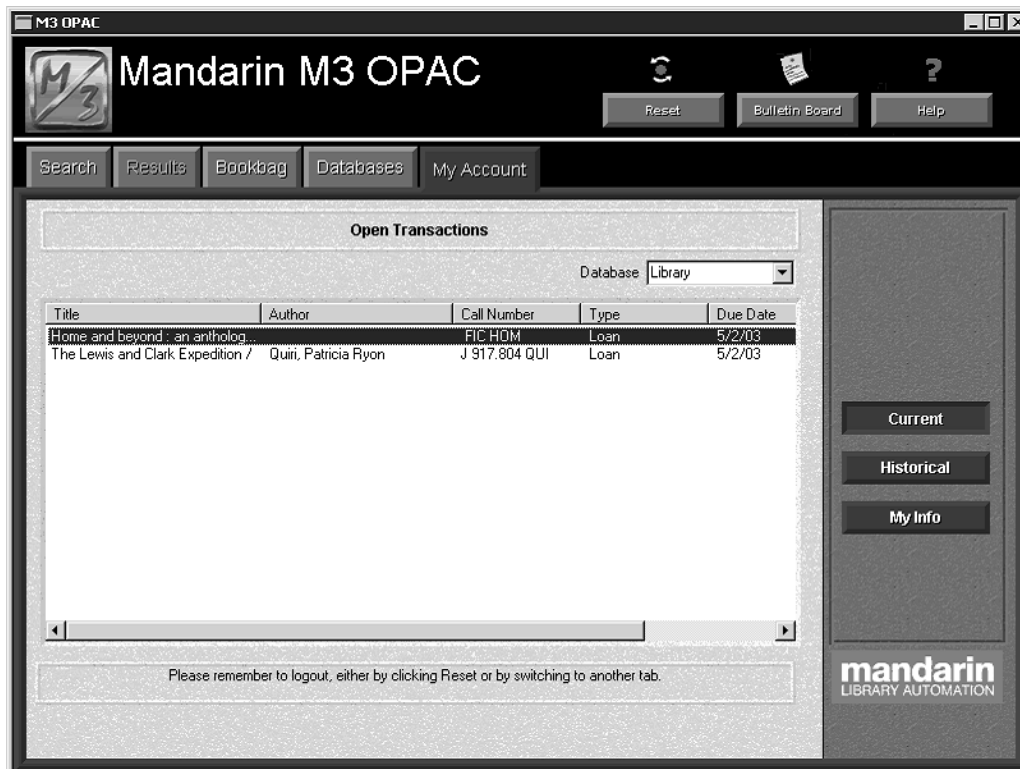 M3 OPAC
M/3
Mandarin M3 OPAC
?
Reset Bulletin Board Help
Search Results Bookbag Databases My Account
Open Transactions
Database Library
Title Author Call Number Type Due Date
Home and beyond : an antholog... FIC HOM Loan 5/2/03
The Lewis and Clark Expedition / Quiri, Patricia Ryon J 917.804 QUI Loan 5/2/03
Current
Historical
My Info
Please remember to logout, either by clicking Reset or by switching to another tab.
mandarin
LIBRARY AUTOMATION